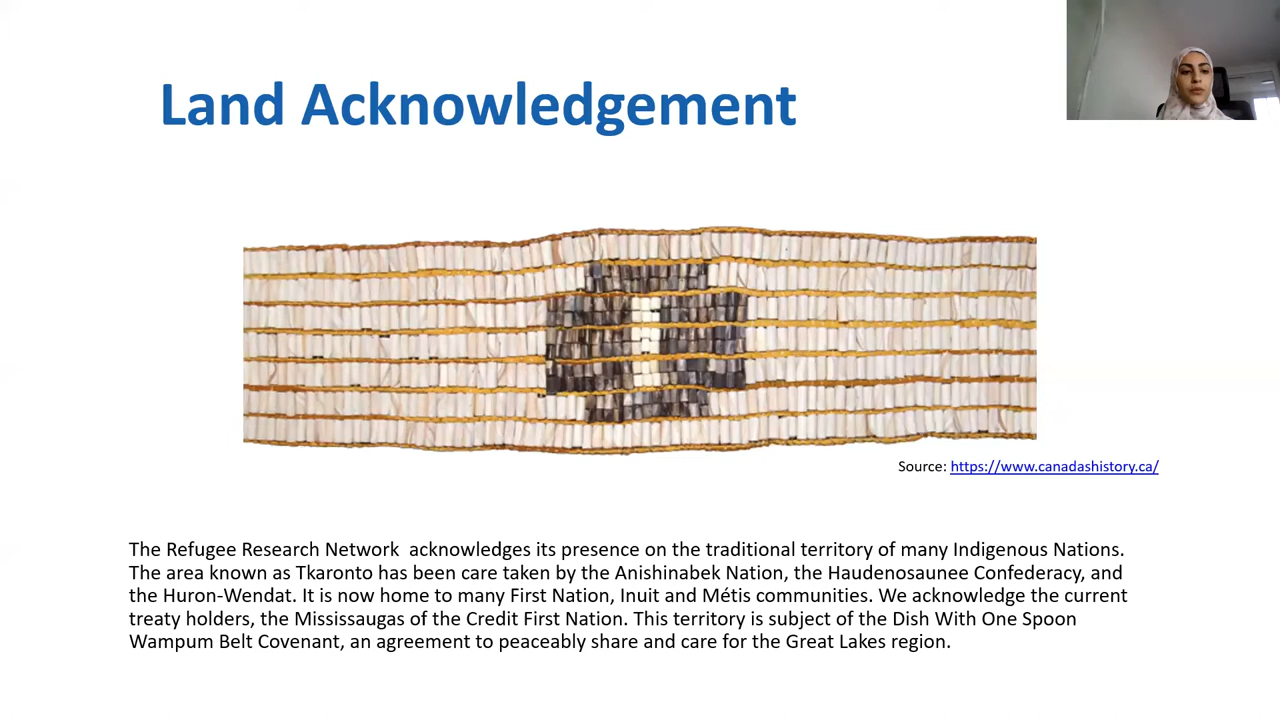 Land Acknowledgement
Source: https://www.canadashistory.ca/
The Refugee Research Network  acknowledges its presence on the traditional territory of many Indigenous Nations.
The area known as Tkaronto has been care taken by the Anishinabek Nation, the Haudenosaunee Confederacy, and
the Huron-Wendat. It is now home to many First Nation, Inuit and Métis communities. We acknowledge the current
treaty holders, the Mississaugas of the Credit First Nation. This territory is subject of the Dish With One Spoon
Wampum Belt Covenant, an agreement to peaceably share and care for the Great Lakes region.